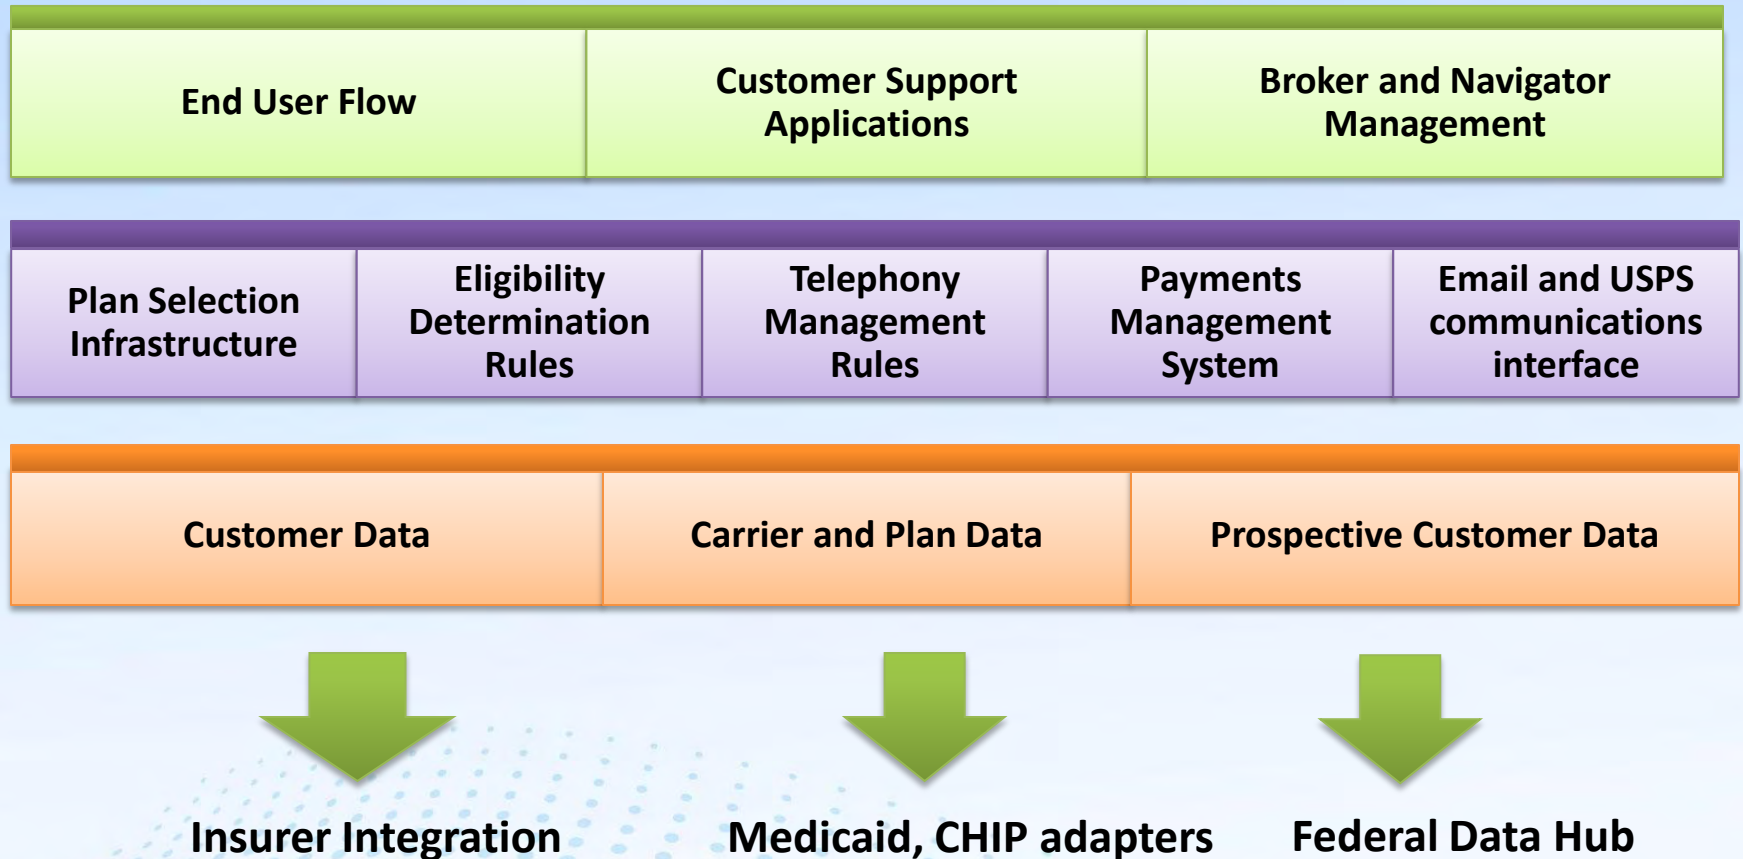 End User Flow
Customer Support
Applications
Broker and Navigator
Management
Plan Selection
Infrastructure
Eligibility
Determination
Rules
Telephony
Management
Rules
Payments
Management
System
Email and USPS
communications
interface
Customer Data
Carrier and Plan Data
Prospective Customer Data
Insurer Integration
Medicaid, CHIP adapters
Federal Data Hub